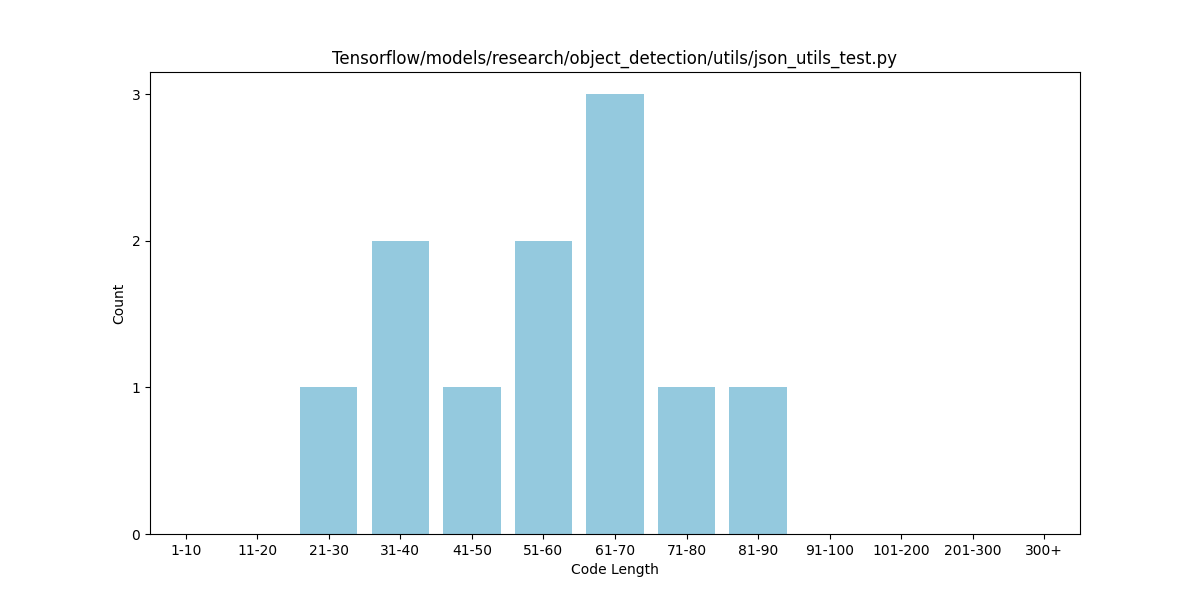 Tensorflow/models/research/object_detection/utils/json_utils_test.py
3
2
1
0
Count
1-10 11-20 21-30 31-40 41-50 51-60 61-70 71-80 81-90 91-100 101-200 201-300 300+
Code Length